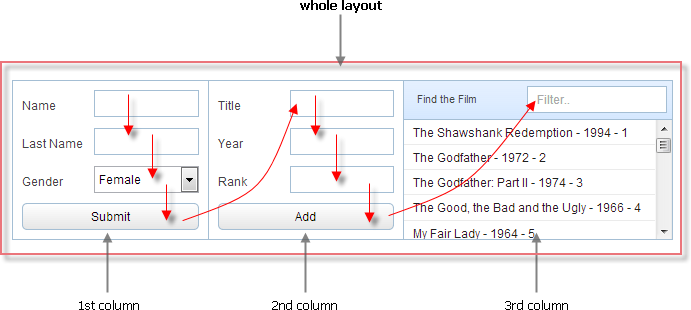 whole layout
Name
Last Name
Gender
Female
Submit
Title
Year
Rank
Add
Find the Film
Filter..
The Shawshank Redemption - 1994 - 1
The Godfather - 1972 - 2
The Godfather: Part II - 1974 - 3
The Good, the Bad and the Ugly - 1966 - 4
My Fair Lady - 1964 - 5
1st column
2nd column
3rd column